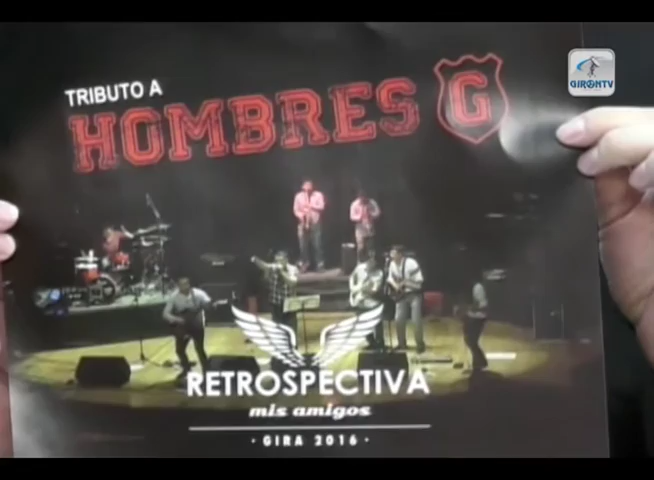 GIRONTV
TRIBUTO A
HOMBRES G
RETROSPECTIVA
mis amigos
· GIRA 2016 ·